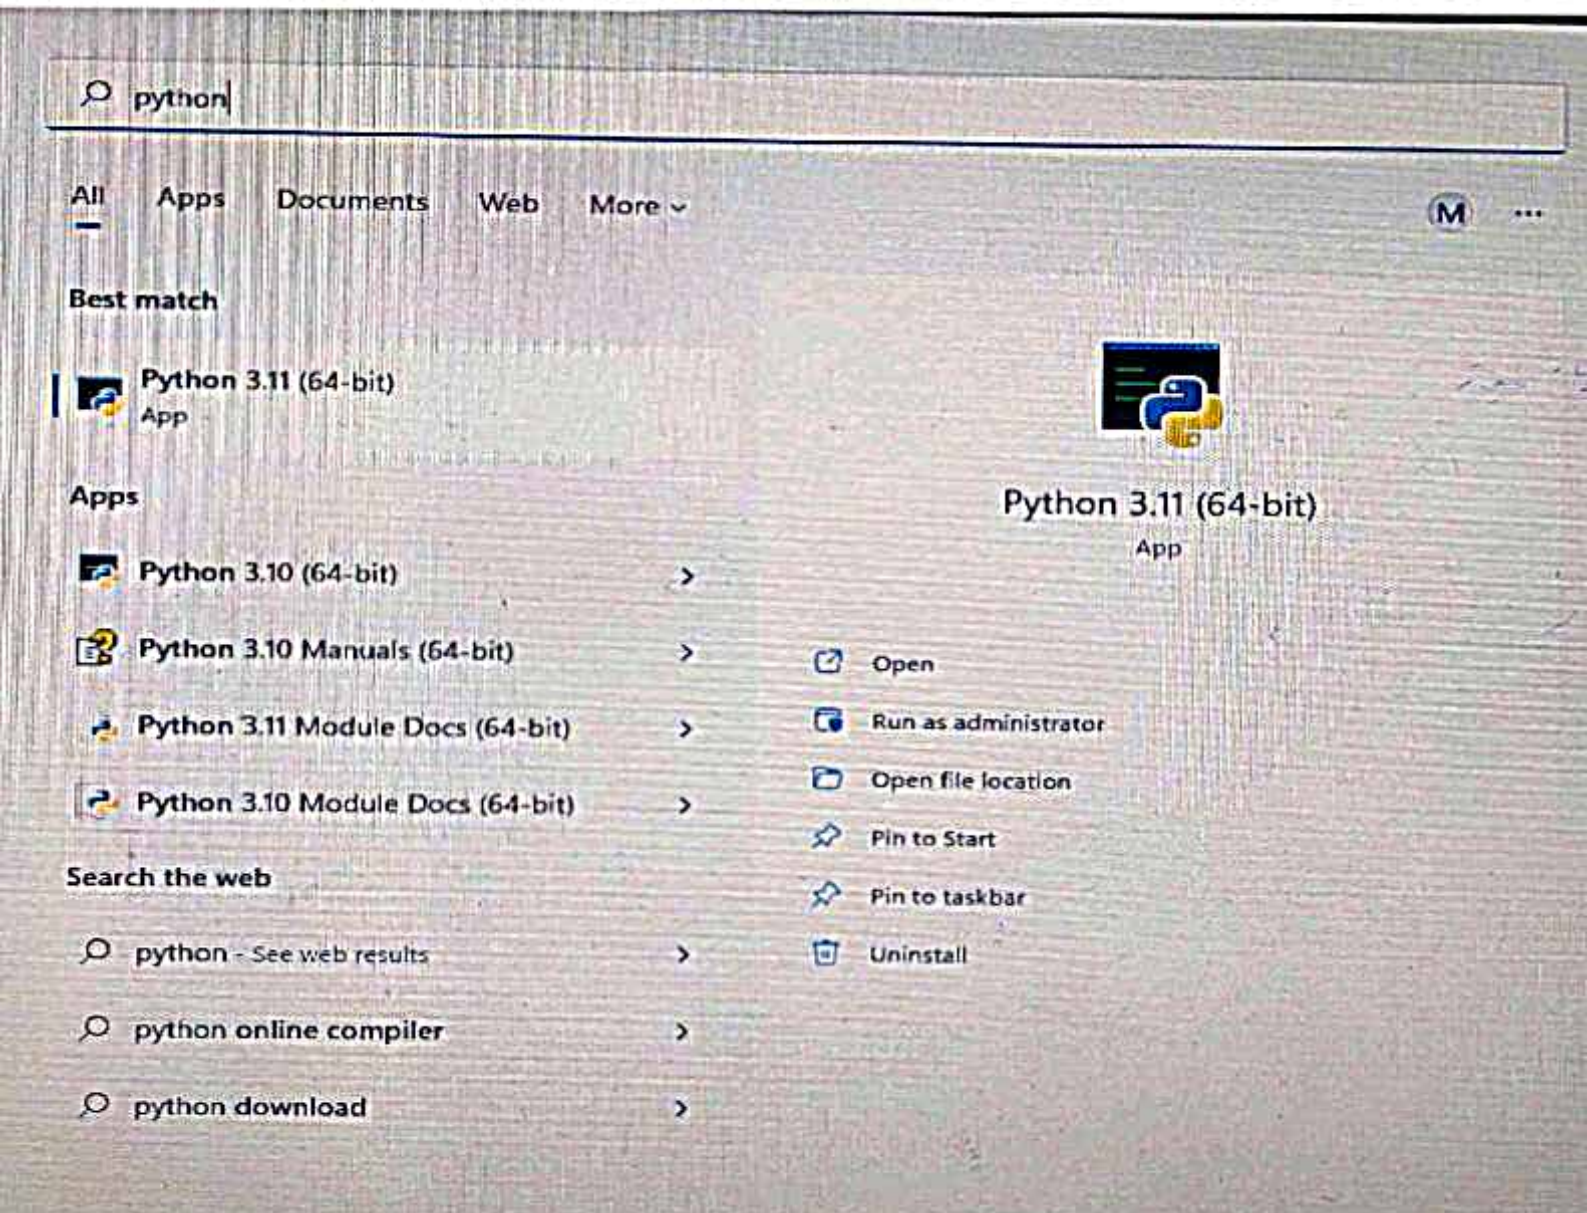 python
All Apps Documents Web More
M ...
Best match
Python 3.11 (64-bit)
App
Apps
Python 3.10 (64-bit)
Python 3.10 Manuals (64-bit)
Python 3.11 Module Docs (64-bit)
Python 3.10 Module Docs (64-bit)
Search the web
python - See web results
python online compiler
python download
Python 3.11 (64-bit)
App
Open
Run as administrator
Open file location
Pin to Start
Pin to taskbar
Uninstall